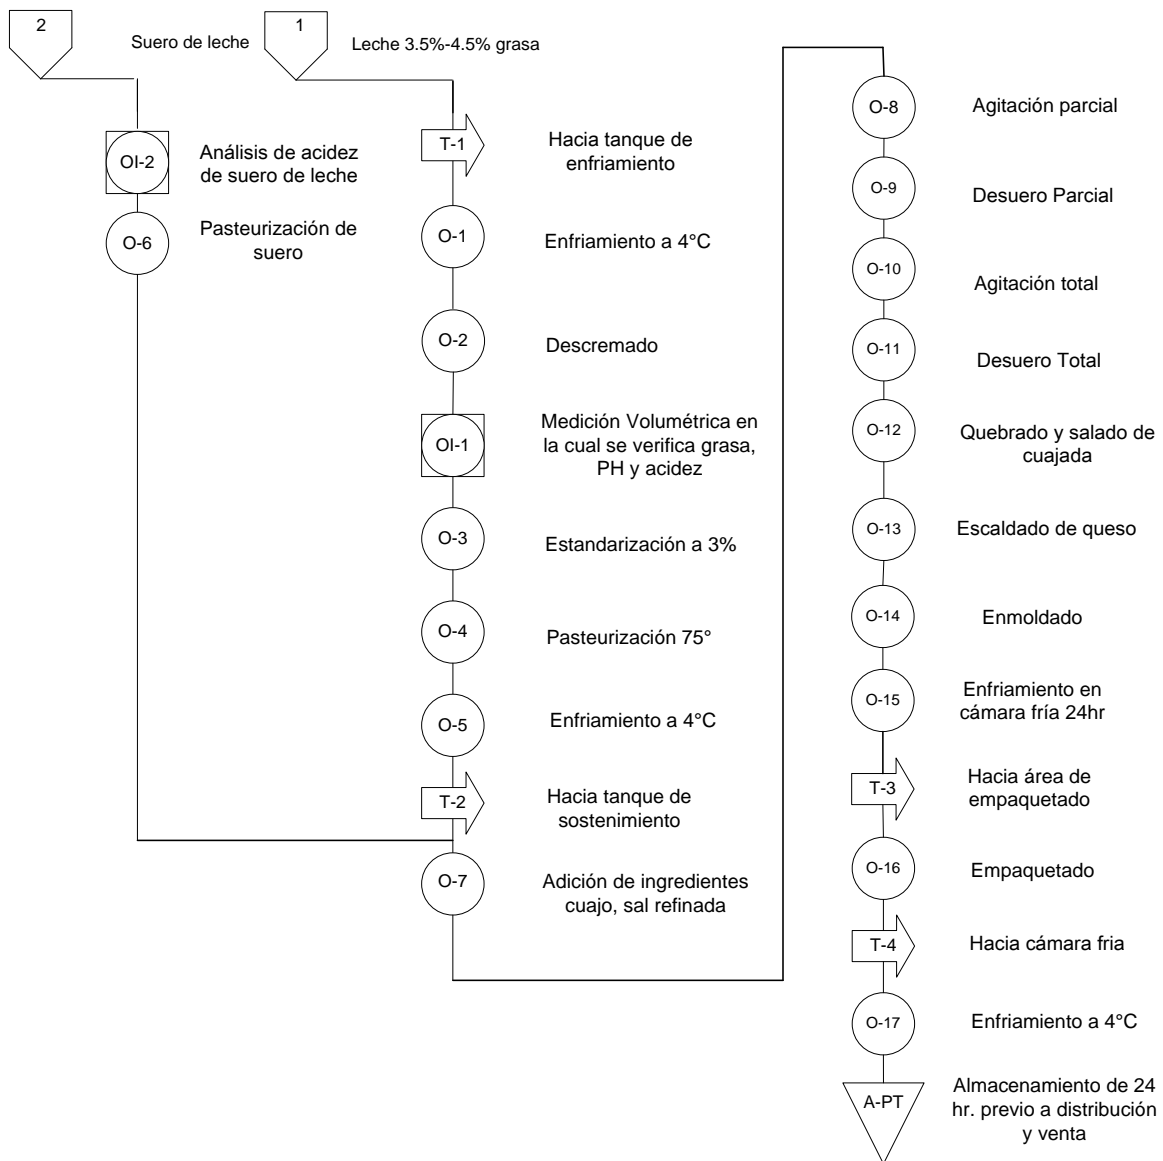 2
Suero de leche
OI-2
Análisis de acidez
de suero de leche
O-6
Pasteurización de
suero
1
Leche 3.5%-4.5% grasa
T-1
Hacia tanque de
enfriamiento
O-1
Enfriamiento a 4°C
O-2
Descremado
OI-1
Medición Volumétrica en
la cual se verifica grasa,
PH y acidez
O-3
Estandarización a 3%
O-4
Pasteurización 75°
O-5
Enfriamiento a 4°C
T-2
Hacia tanque de
sostenimiento
O-7
Adición de ingredientes
cuajo, sal refinada
O-8
Agitación parcial
O-9
Desuero Parcial
O-10
Agitación total
O-11
Desuero Total
O-12
Quebrado y salado de
cuajada
O-13
Escaldado de queso
O-14
Enmoldado
O-15
Enfriamiento en
cámara fría 24hr
T-3
Hacia área de
empaquetado
O-16
Empaquetado
T-4
Hacia cámara fria
O-17
Enfriamiento a 4°C
A-PT
Almacenamiento de 24
hr. previo a distribución
y venta